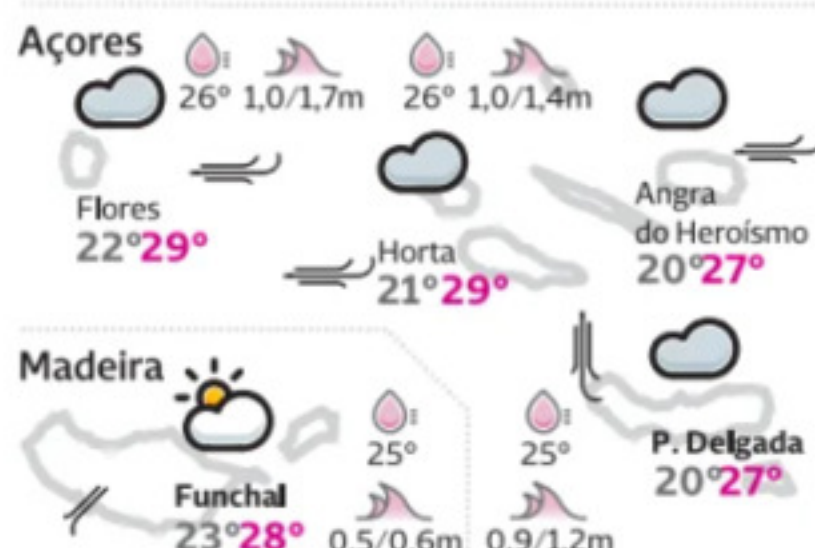 Açores
26° 1,0/1,7m
26° 1,0/1,4m
Flores
22° 29°
Horta
21° 29°
Angra
do Heroísmo
20° 27°
P. Delgada
20° 27°
Madeira
25°
Funchal
23° 28°
0,5/0,6m
25°
0,9/1,2m